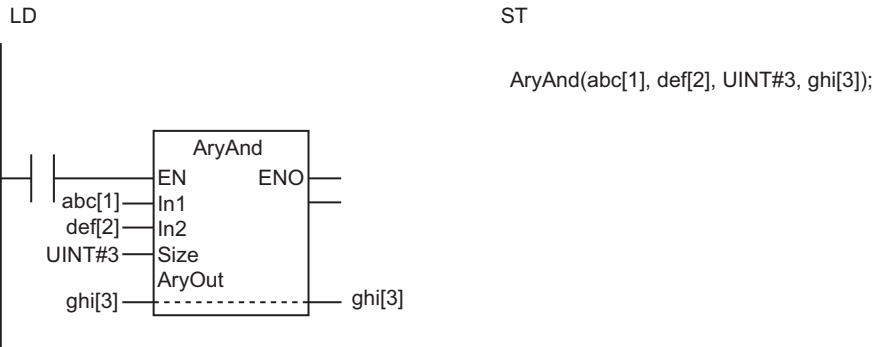 LD
ST
AryAnd(abc[1], def[2], UINT#3, ghi[3]);
AryAnd
EN ENO
abc[1] In1
def[2] In2
UINT#3 Size
AryOut
ghi[3] ghi[3]